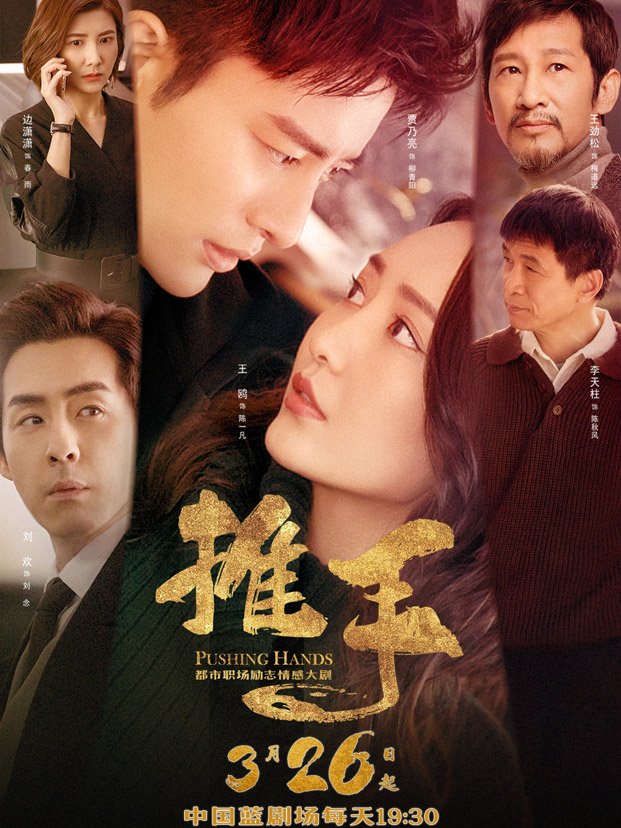 边潇潇
饰
春雨
贾乃亮
饰
柳青阳
王劲松
饰
梅道远
王鸥
饰
陈一凡
李天柱
饰
陈秋风
刘欢
饰
刘念
推手
PUSHING HANDS
都市职场励志情感大剧
3月26日起
中国蓝剧场每天19:30